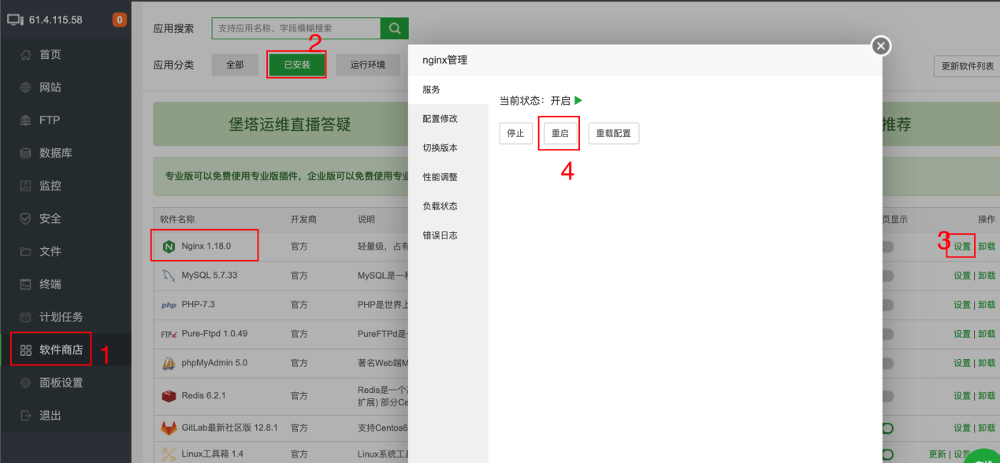 61.4.115.58
0
首页
网站
FTP
数据库
监控
安全
文件
终端
计划任务
软件商店
1
面板设置
退出
应用搜索
支持应用名称、字段模糊搜索
2
应用分类
全部
已安装
运行环境
更新软件列表
堡塔运维直播答疑
推荐
专业版可以免费使用专业版插件，企业版可以免费使用专业
软件名称 开发商 说明
页显示 操作
Nginx 1.18.0 官方 轻量级，占有
3
设置 | 卸载
MySQL 5.7.33 官方 MySQL是一种
设置 | 卸载
php PHP-7.3 官方 PHP是世界上
设置 | 卸载
FTP Pure-Ftpd 1.0.49 官方 PureFTPd是
设置 | 卸载
phpMyAdmin 5.0 官方 著名Web端M
设置 | 卸载
Redis 6.2.1 官方 Redis是一个
扩展) 部分Ce
设置 | 卸载
GitLab最新社区版 12.8.1 官方 支持Centos6
设置 | 卸载
Linux工具箱 1.4 官方 Linux系统工
更新 | 设置
nginx管理
服务
配置修改
切换版本
性能调整
负载状态
错误日志
当前状态：开启
停止
重启
重载配置
4